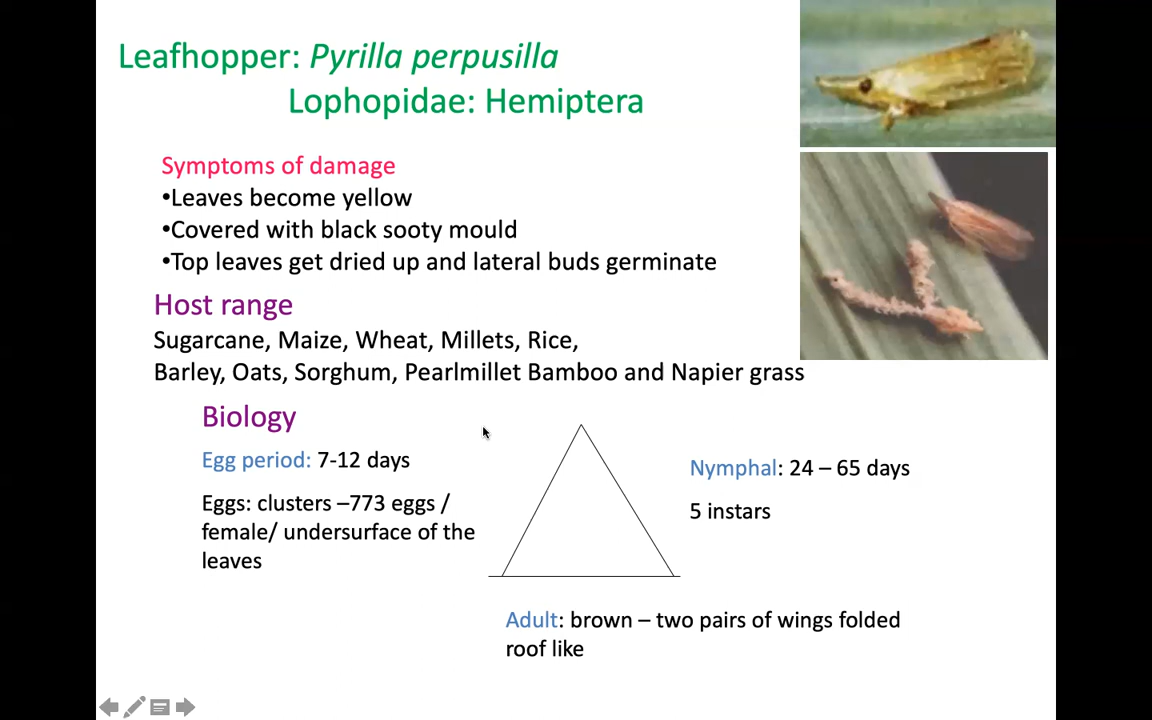 Leafhopper: Pyrilla perpusilla
Lophopidae: Hemiptera
Symptoms of damage
•Leaves become yellow
•Covered with black sooty mould
•Top leaves get dried up and lateral buds germinate
Host range
Sugarcane, Maize, Wheat, Millets, Rice,
Barley, Oats, Sorghum, Pearlmillet Bamboo and Napier grass
Biology
Egg period: 7-12 days
Eggs: clusters –773 eggs /
female/ undersurface of the
leaves
Nymphal: 24 – 65 days
5 instars
Adult: brown – two pairs of wings folded
roof like